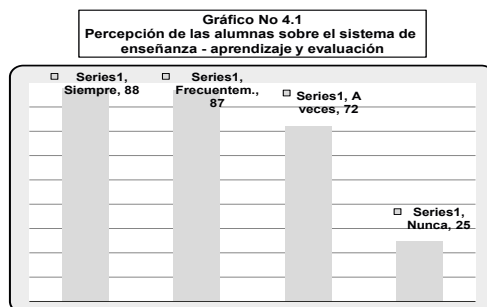 Gráfico No 4.1
Percepción de las alumnas sobre el sistema de
enseñanza - aprendizaje y evaluación
Series1,
Siempre, 88
Series1,
Frecuentem.,
87
Series1, A
veces, 72
Series1,
Nunca, 25